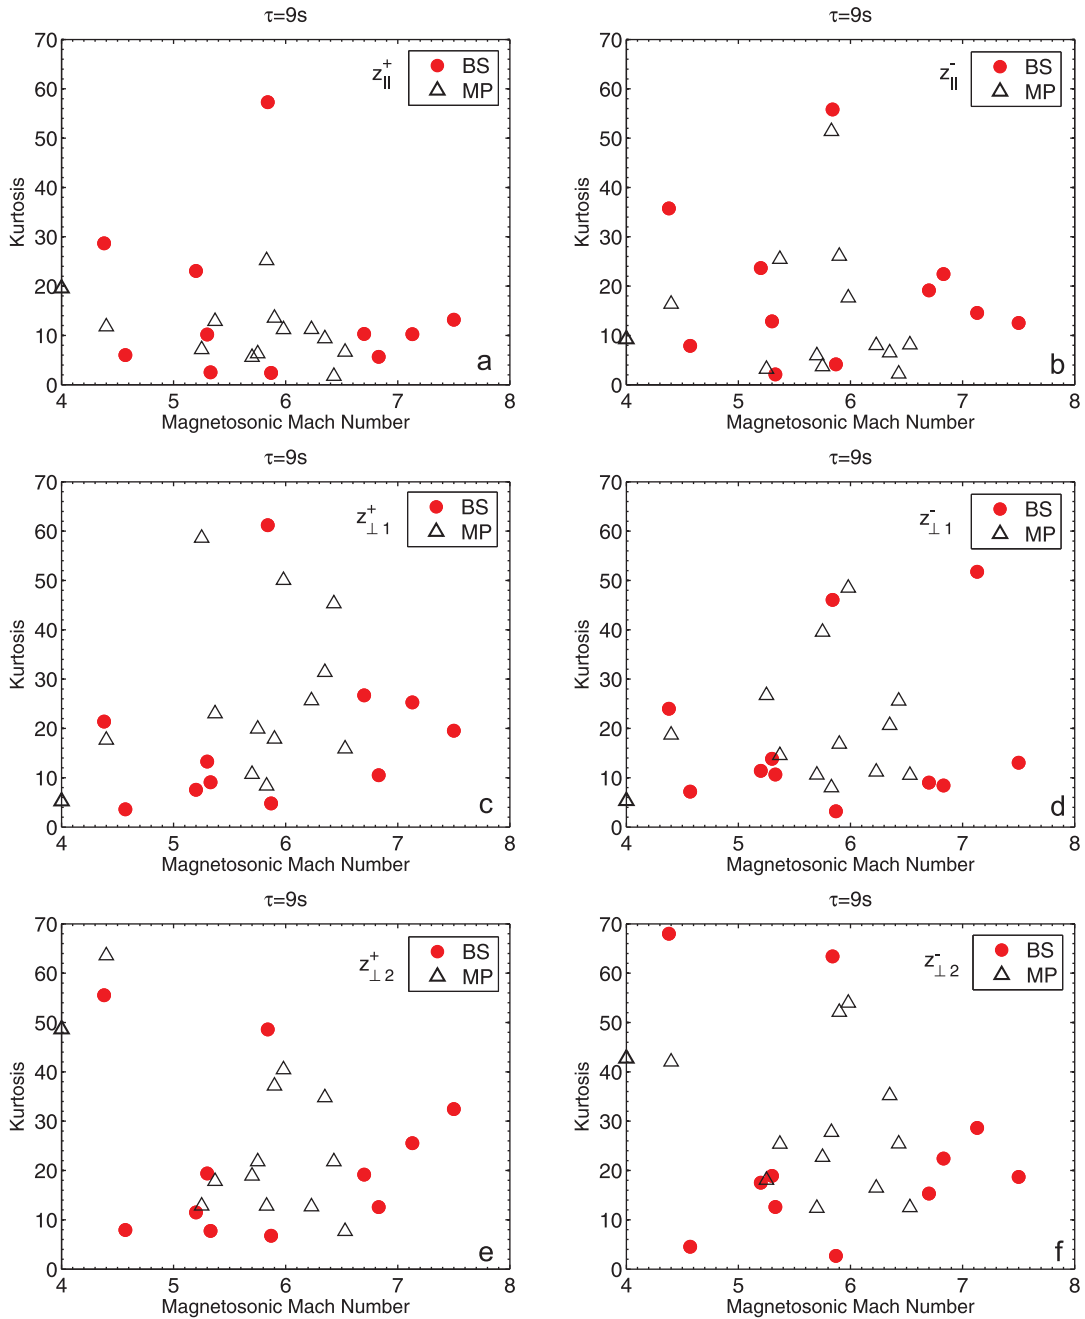 τ=9s
τ=9s
70
60
50
40
30
20
10
0
Kurtosis
z||+
BS
MP
a
4 5 6 7 8
Magnetosonic Mach Number
70
60
50
40
30
20
10
0
Kurtosis
z||-
BS
MP
b
4 5 6 7 8
Magnetosonic Mach Number
τ=9s
τ=9s
70
60
50
40
30
20
10
0
Kurtosis
z⊥1+
BS
MP
c
4 5 6 7 8
Magnetosonic Mach Number
70
60
50
40
30
20
10
0
Kurtosis
z⊥1-
BS
MP
d
4 5 6 7 8
Magnetosonic Mach Number
τ=9s
τ=9s
70
60
50
40
30
20
10
0
Kurtosis
z⊥2+
BS
MP
e
4 5 6 7 8
Magnetosonic Mach Number
70
60
50
40
30
20
10
0
Kurtosis
z⊥2-
BS
MP
f
4 5 6 7 8
Magnetosonic Mach Number